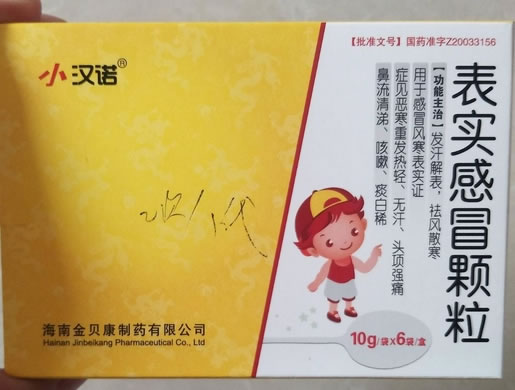 【批准文号】国药准字Z20033156
小汉诺®
表实感冒颗粒
【功能主治】发汗解表，祛风散寒
用于感冒风寒表实证
症见恶寒重发热轻、无汗、头项强痛
鼻流清涕、咳嗽、痰白稀
海南金贝康制药有限公司
Hainan Jinbeikang Pharmaceutical Co., Ltd
10g/袋x6袋/盒